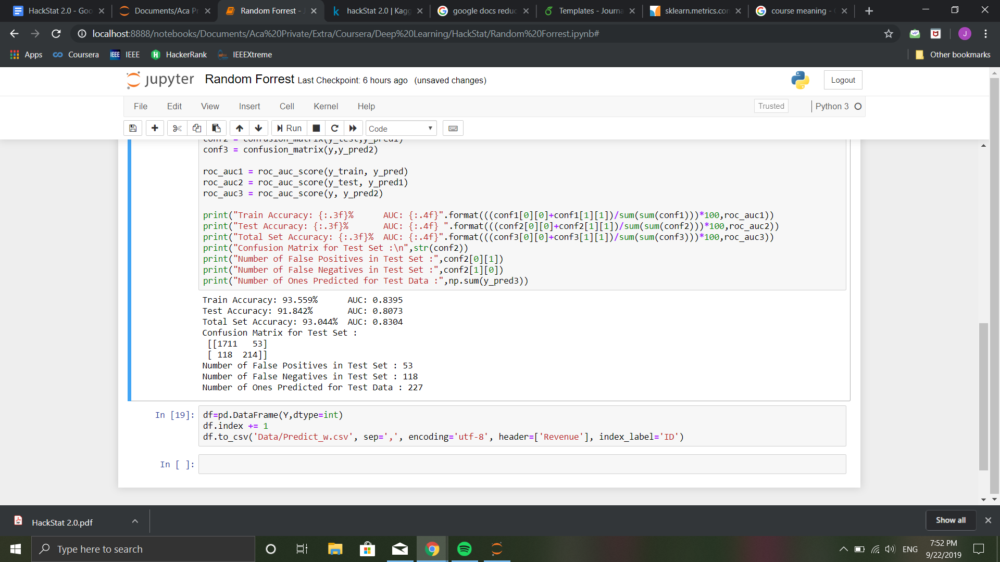 HackStat 2.0 - Goo
Documents/Aca Pr
Random Forrest - J
k hackStat 2.0 | Kagg
google docs reduc
Templates - Journa
sklearn.metrics.con
course meaning -
localhost:8888/notebooks/Documents/Aca%20Private/Extra/Coursera/Deep%20Learning/HackStat/Random%20Forrest.ipynb#
J
Apps
Coursera
IEEE IEEE
H HackerRank
IEEEXtreme
Other bookmarks
jupyter Random Forrest Last Checkpoint: 6 hours ago (unsaved changes)
Logout
File Edit View Insert Cell Kernel Help
Trusted
Python 3
Run
Code
conf2 = confusion_matrix(y_test,y_pred1)
conf3 = confusion_matrix(y,y_pred2)
roc_auc1 = roc_auc_score(y_train, y_pred)
roc_auc2 = roc_auc_score(y_test, y_pred1)
roc_auc3 = roc_auc_score(y, y_pred2)
print("Train Accuracy: {:.3f}%      AUC: {:.4f}".format(((conf1[0][0]+conf1[1][1])/sum(sum(conf1)))*100,roc_auc1))
print("Test Accuracy: {:.3f}%       AUC: {:.4f} ".format(((conf2[0][0]+conf2[1][1])/sum(sum(conf2)))*100,roc_auc2))
print("Total Set Accuracy: {:.3f}%  AUC: {:.4f}".format(((conf3[0][0]+conf3[1][1])/sum(sum(conf3)))*100,roc_auc3))
print("Confusion Matrix for Test Set :\n",str(conf2))
print("Number of False Positives in Test Set :",conf2[0][1])
print("Number of False Negatives in Test Set :",conf2[1][0])
print("Number of Ones Predicted for Test Data :",np.sum(y_pred3))
Train Accuracy: 93.559%      AUC: 0.8395
Test Accuracy: 91.842%       AUC: 0.8073
Total Set Accuracy: 93.044%  AUC: 0.8304
Confusion Matrix for Test Set :
[[1711   53]
[ 118  214]]
Number of False Positives in Test Set : 53
Number of False Negatives in Test Set : 118
Number of Ones Predicted for Test Data : 227
In [19]:
df=pd.DataFrame(Y,dtype=int)
df.index += 1
df.to_csv('Data/Predict_w.csv', sep=',', encoding='utf-8', header=['Revenue'], index_label='ID')
In [ ]:
HackStat 2.0.pdf
Show all
Type here to search
ENG
7:52 PM
9/22/2019